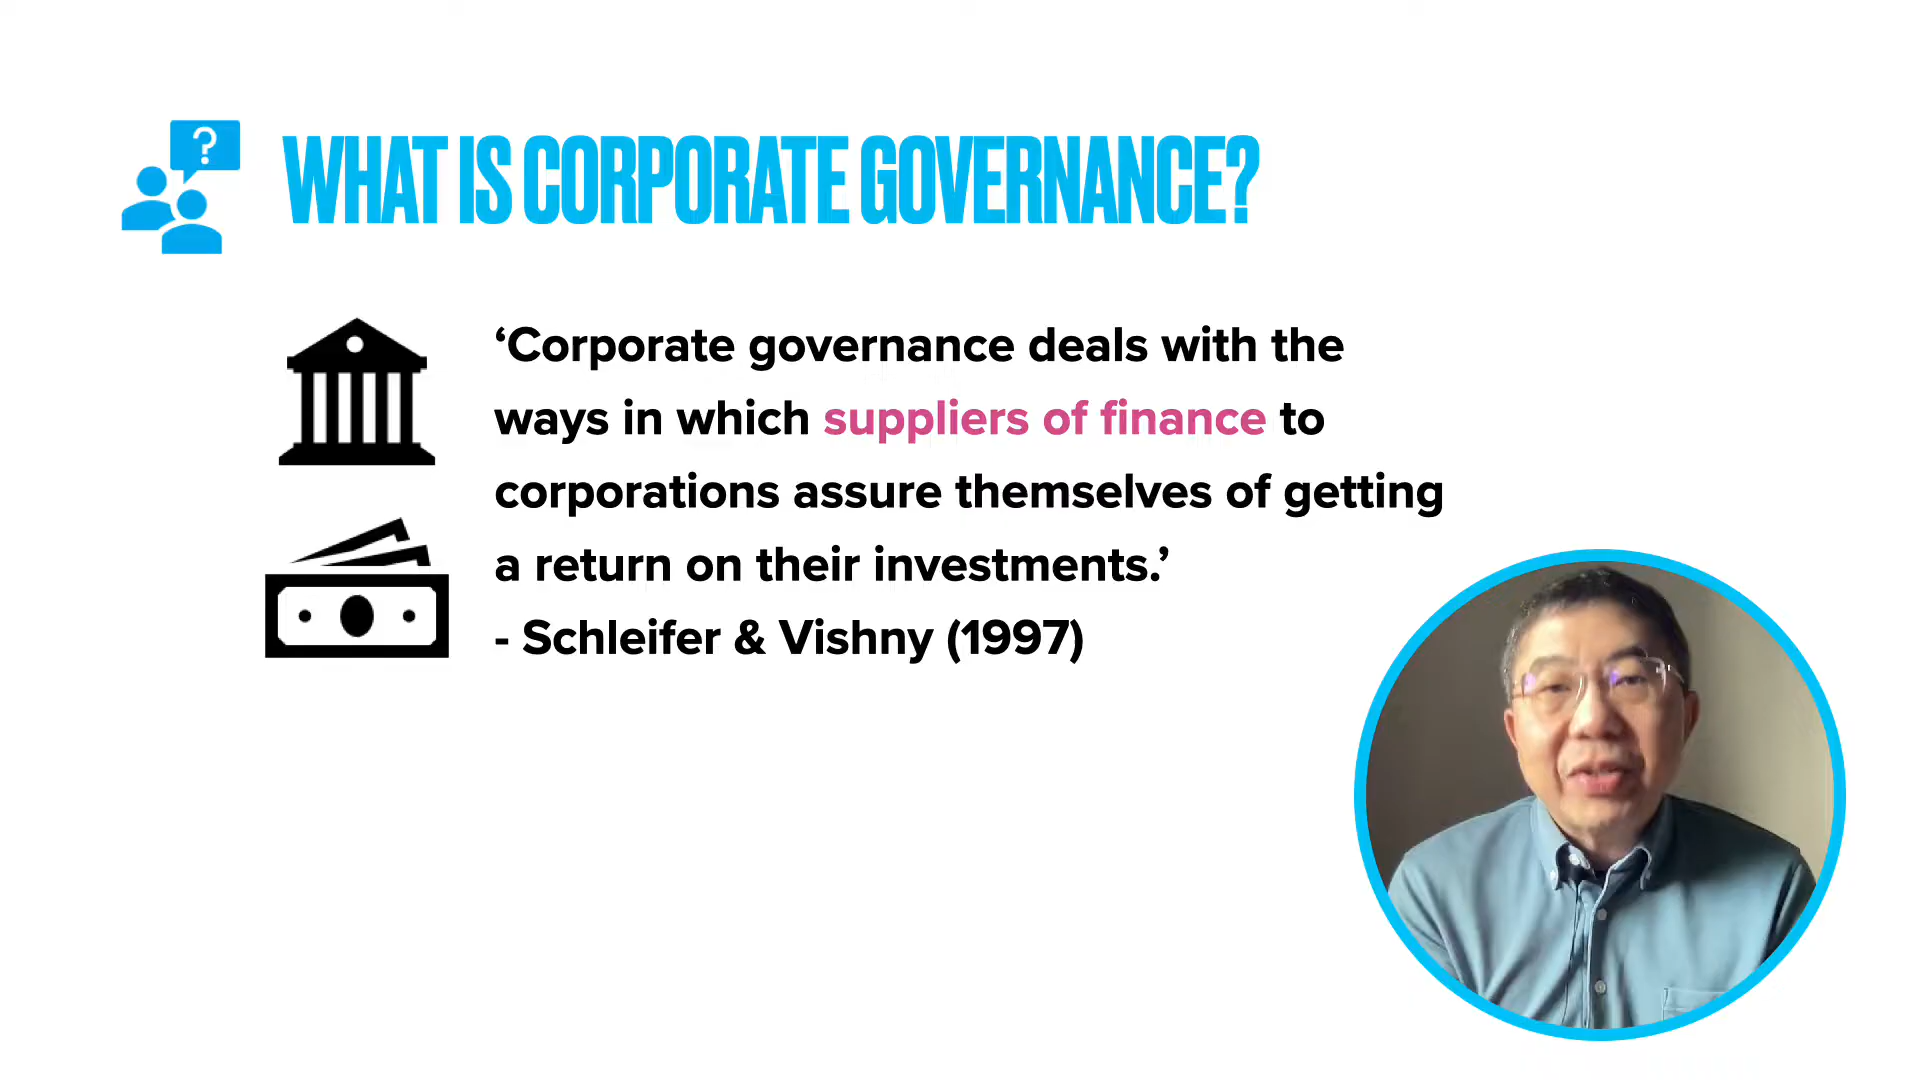 ?
WHAT IS CORPORATE GOVERNANCE?
‘Corporate governance deals with the
ways in which suppliers of finance to
corporations assure themselves of getting
a return on their investments.’
- Schleifer & Vishny (1997)